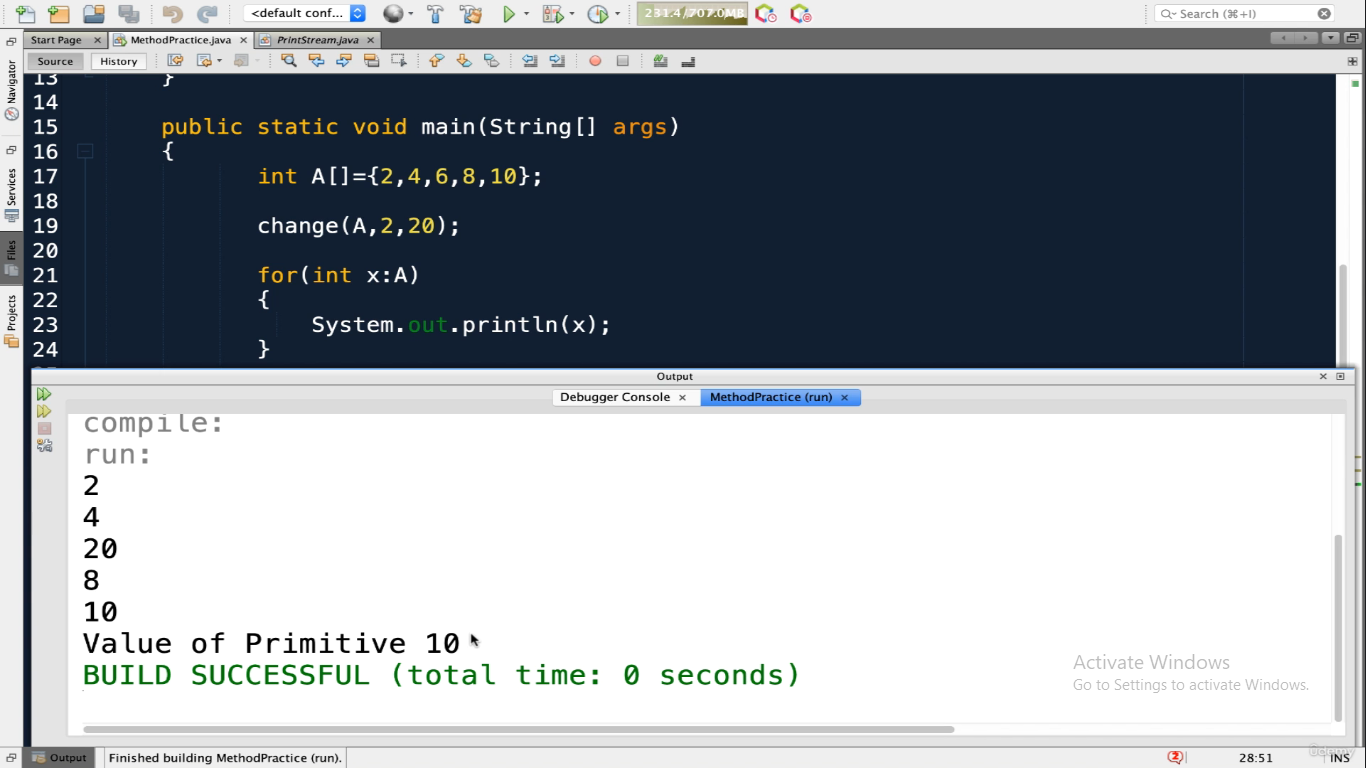 <default conf...
231.4/707.0MB
Search (⌘+I)
Start Page
MethodPractice.java
PrintStream.java
Source
History
Navigator
Services
Files
Projects
13 }
14
15 public static void main(String[] args)
16 {
17 int A[]={2,4,6,8,10};
18
19 change(A,2,20);
20
21 for(int x:A)
22 {
23 System.out.println(x);
24 }
Output
Debugger Console
MethodPractice (run)
compile:
run:
2
4
20
8
10
Value of Primitive 10
BUILD SUCCESSFUL (total time: 0 seconds)
Activate Windows
Go to Settings to activate Windows.
Output
Finished building MethodPractice (run).
2
28:51
INS
Udemy